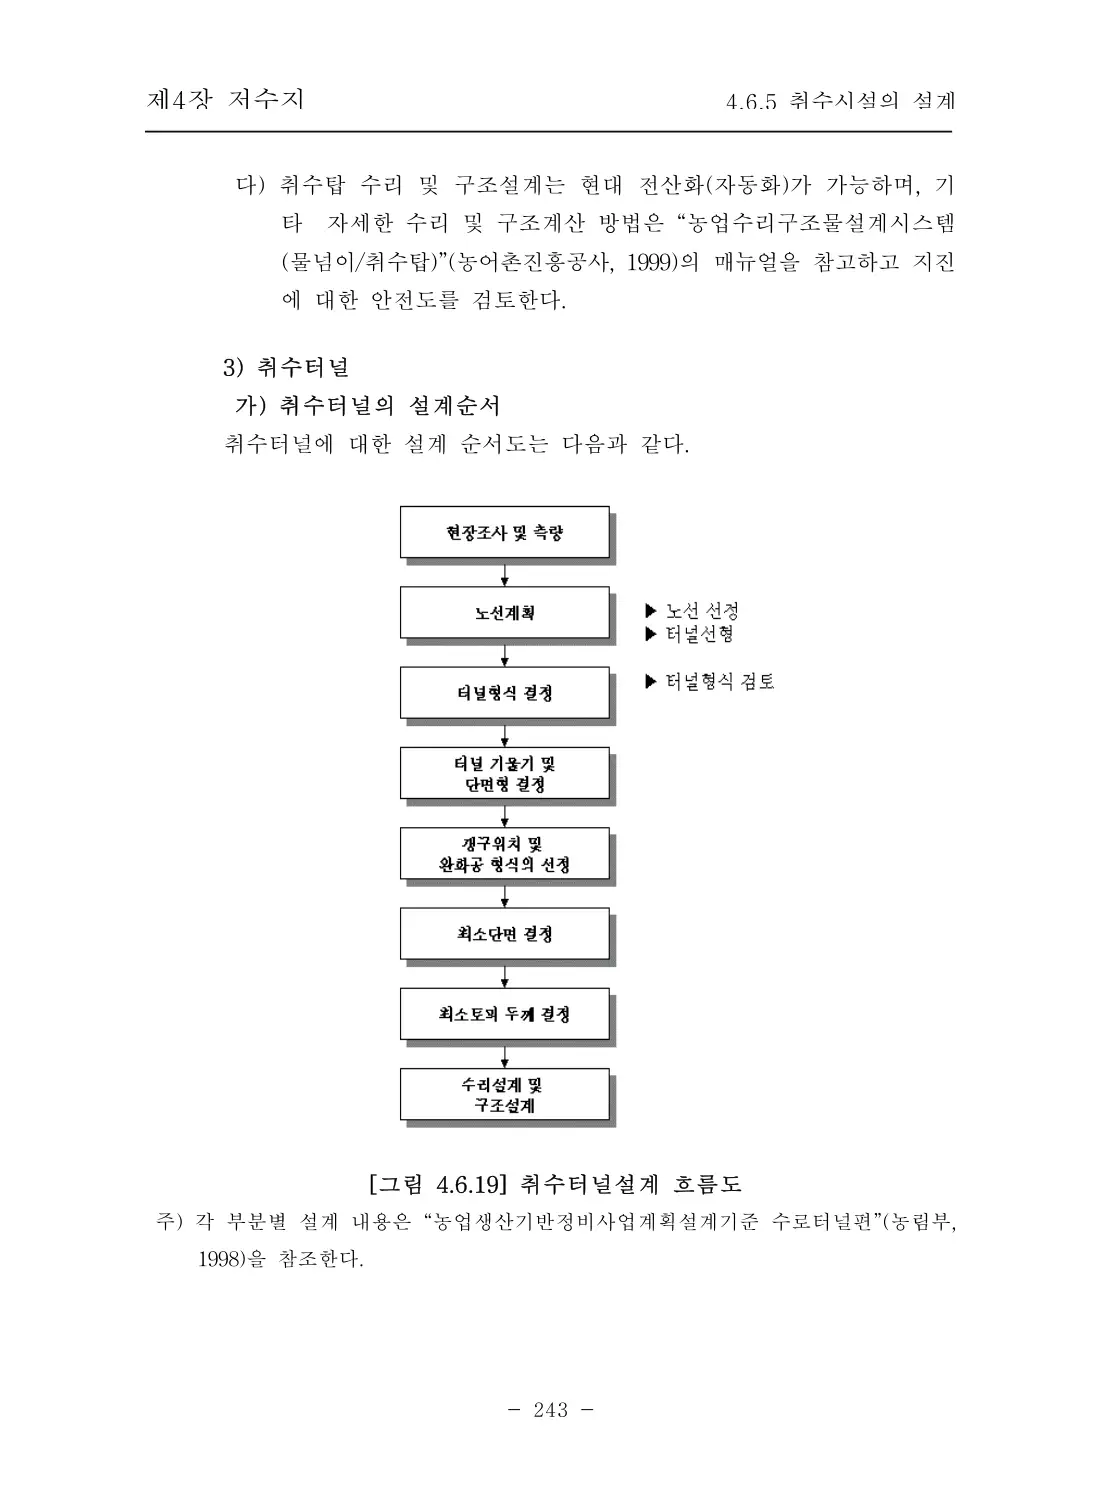 제4장 저수지
4.6.5 취수시설의 설계
다) 취수탑 수리 및 구조설계는 현대 전산화(자동화)가 가능하며, 기
타 자세한 수리 및 구조계산 방법은 “농업수리구조물설계시스템
(물넘이/취수탑)”(농어촌진흥공사, 1999)의 매뉴얼을 참고하고 지진
에 대한 안전도를 검토한다.
3) 취수터널
가) 취수터널의 설계순서
취수터널에 대한 설계 순서도는 다음과 같다.
현장조사 및 측량
노선계획
▶ 노선 선정
▶ 터널선형
터널형식 결정
▶ 터널형식 검토
터널 기울기 및
단면형 결정
갱구위치 및
완화공 형식의 선정
최소단면 결정
최소토피 두께 결정
수리설계 및
구조설계
[그림 4.6.19] 취수터널설계 흐름도
주) 각 부분별 설계 내용은 “농업생산기반정비사업계획설계기준 수로터널편”(농림부,
1998)을 참조한다.
- 243 -